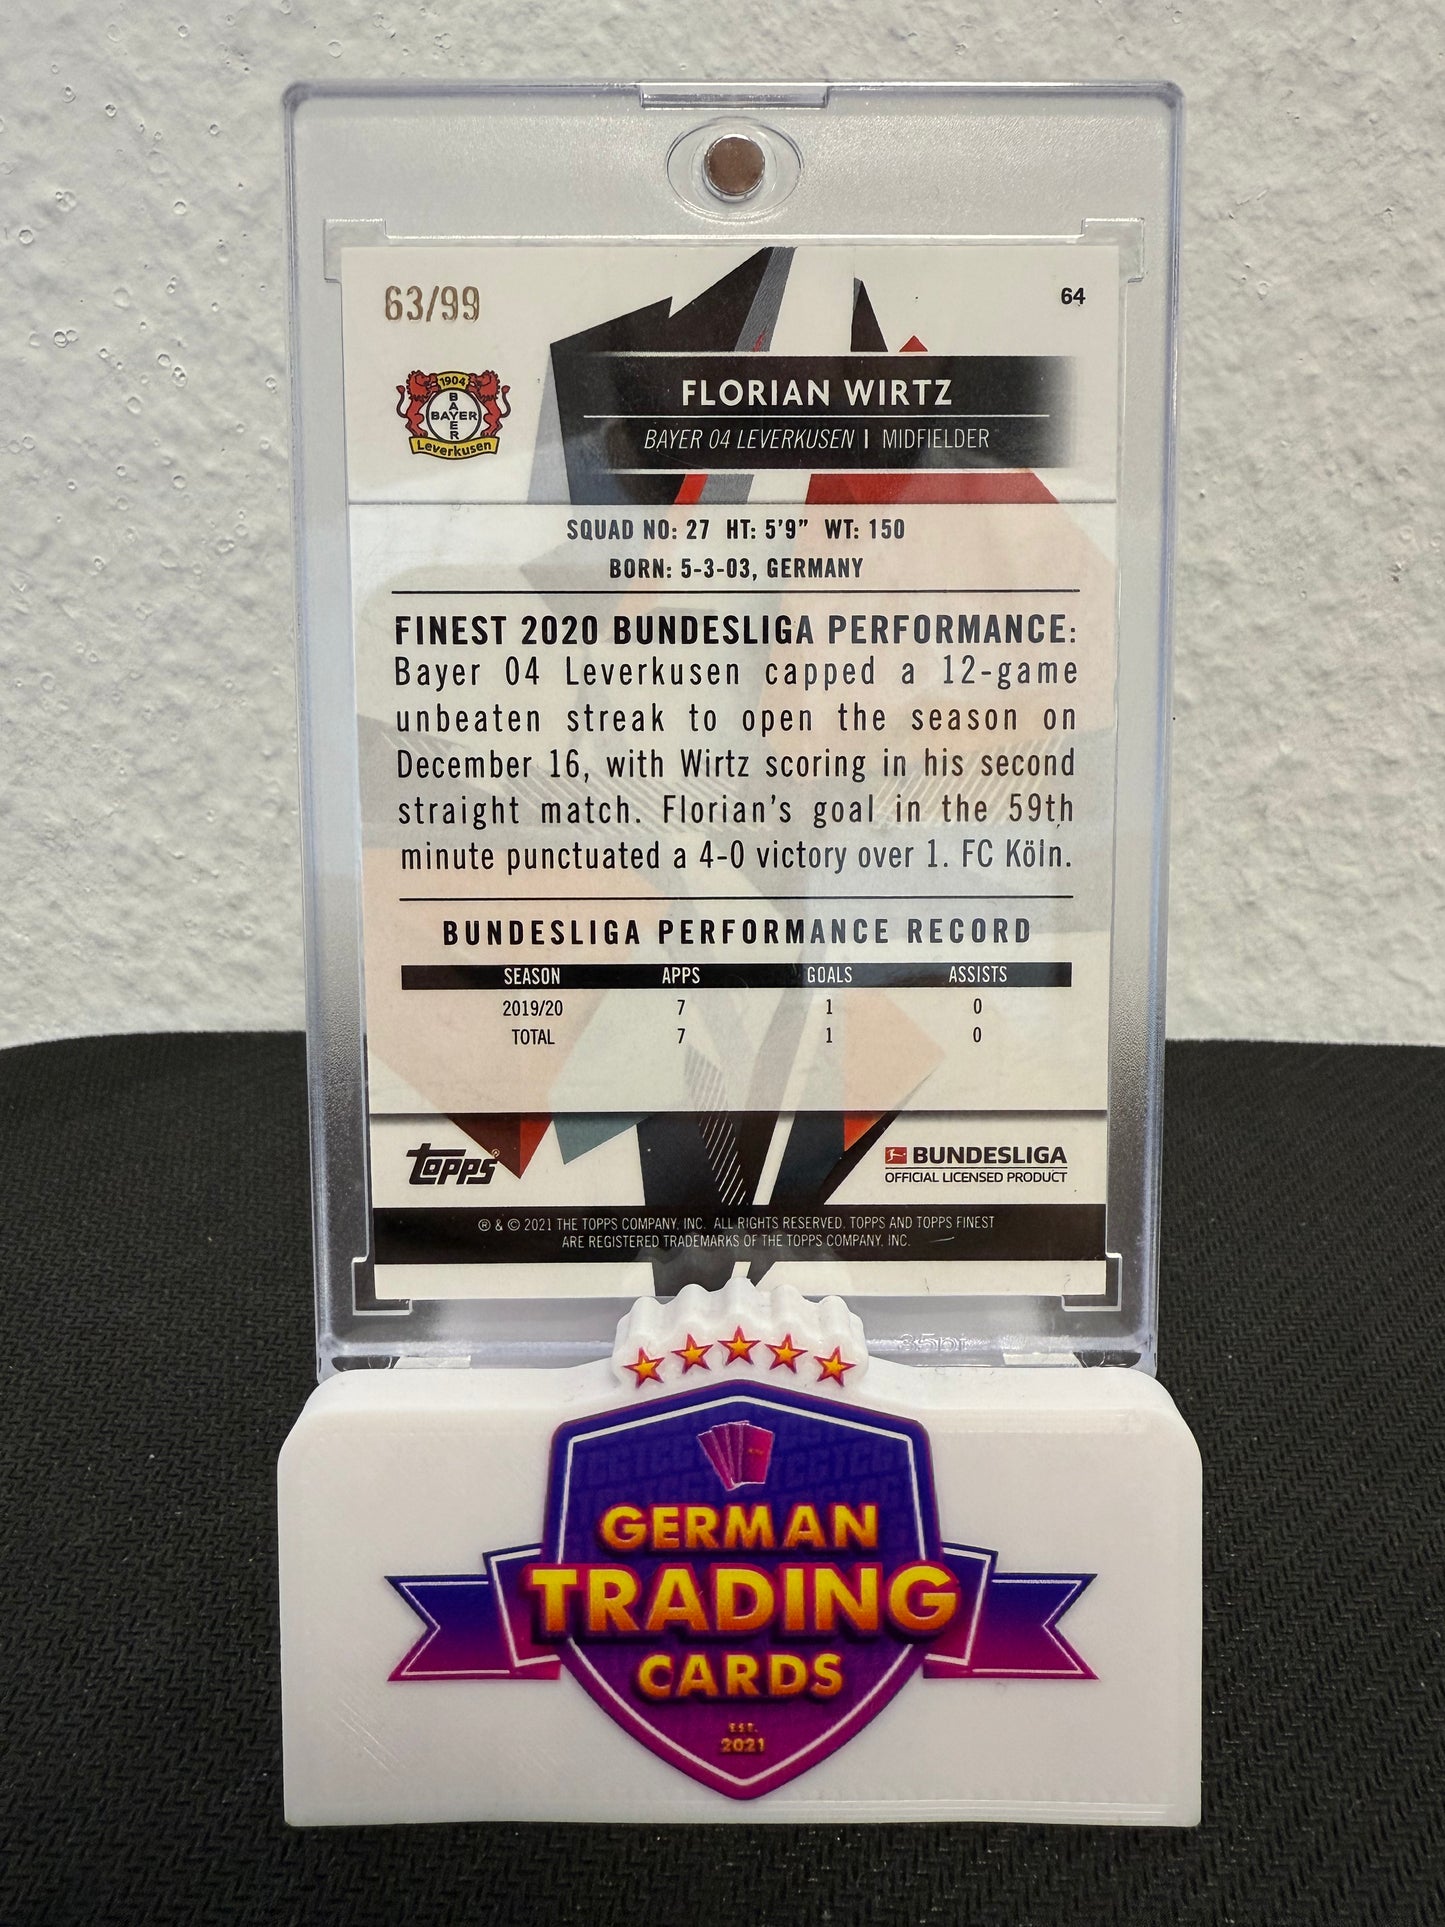 63/99
64
1904
BAYER
BAYER
Leverkusen
FLORIAN WIRTZ
BAYER 04 LEVERKUSEN | MIDFIELDER
SQUAD NO: 27 HT: 5'9" WT: 150
BORN: 5-3-03, GERMANY
FINEST 2020 BUNDESLIGA PERFORMANCE:
Bayer 04 Leverkusen capped a 12-game
unbeaten streak to open the season on
December 16, with Wirtz scoring in his second
straight match. Florian's goal in the 59th
minute punctuated a 4-0 victory over 1. FC Köln.
BUNDESLIGA PERFORMANCE RECORD
SEASON APPS GOALS ASSISTS
2019/20 7 1 0
TOTAL 7 1 0
topps®
BUNDESLIGA
OFFICIAL LICENSED PRODUCT
® & © 2021 THE TOPPS COMPANY, INC. ALL RIGHTS RESERVED. TOPPS AND TOPPS FINEST
ARE REGISTERED TRADEMARKS OF THE TOPPS COMPANY, INC.
35pt
GERMAN
TRADING
CARDS
EST.
2021